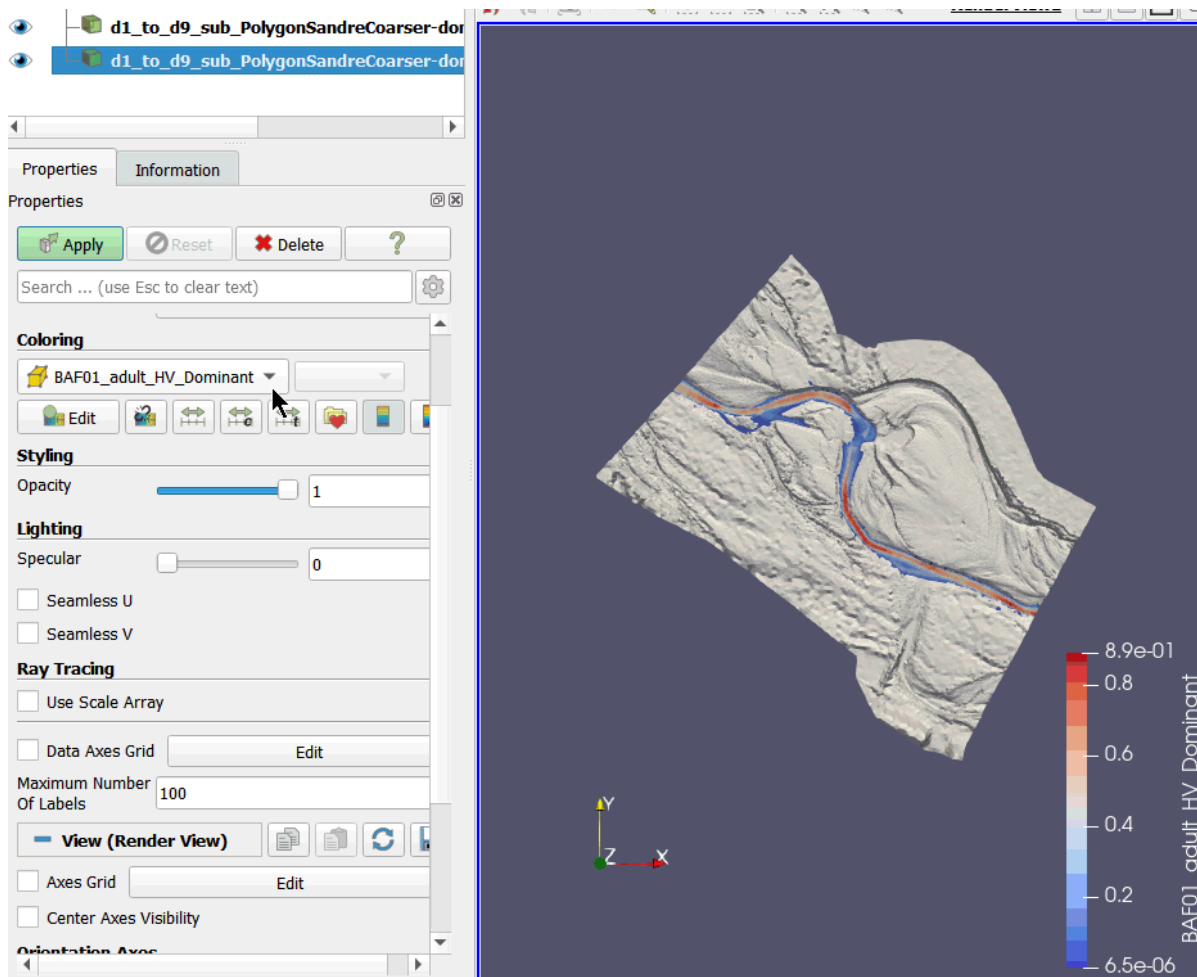 d1_to_d9_sub_PolygonSandreCoarser-dor
d1_to_d9_sub_PolygonSandreCoarser-dor
Properties
Information
Properties
Apply
Reset
Delete
?
Search ... (use Esc to clear text)
Coloring
BAF01_adult_HV_Dominant
Edit
Styling
Opacity
1
Lighting
Specular
0
Seamless U
Seamless V
Ray Tracing
Use Scale Array
Data Axes Grid
Edit
Maximum Number
Of Labels
100
View (Render View)
Axes Grid
Edit
Center Axes Visibility
Orientation Axes
Y
Z
X
8.9e-01
0.8
0.6
0.4
0.2
6.5e-06
BAF01_adult_HV_Dominant